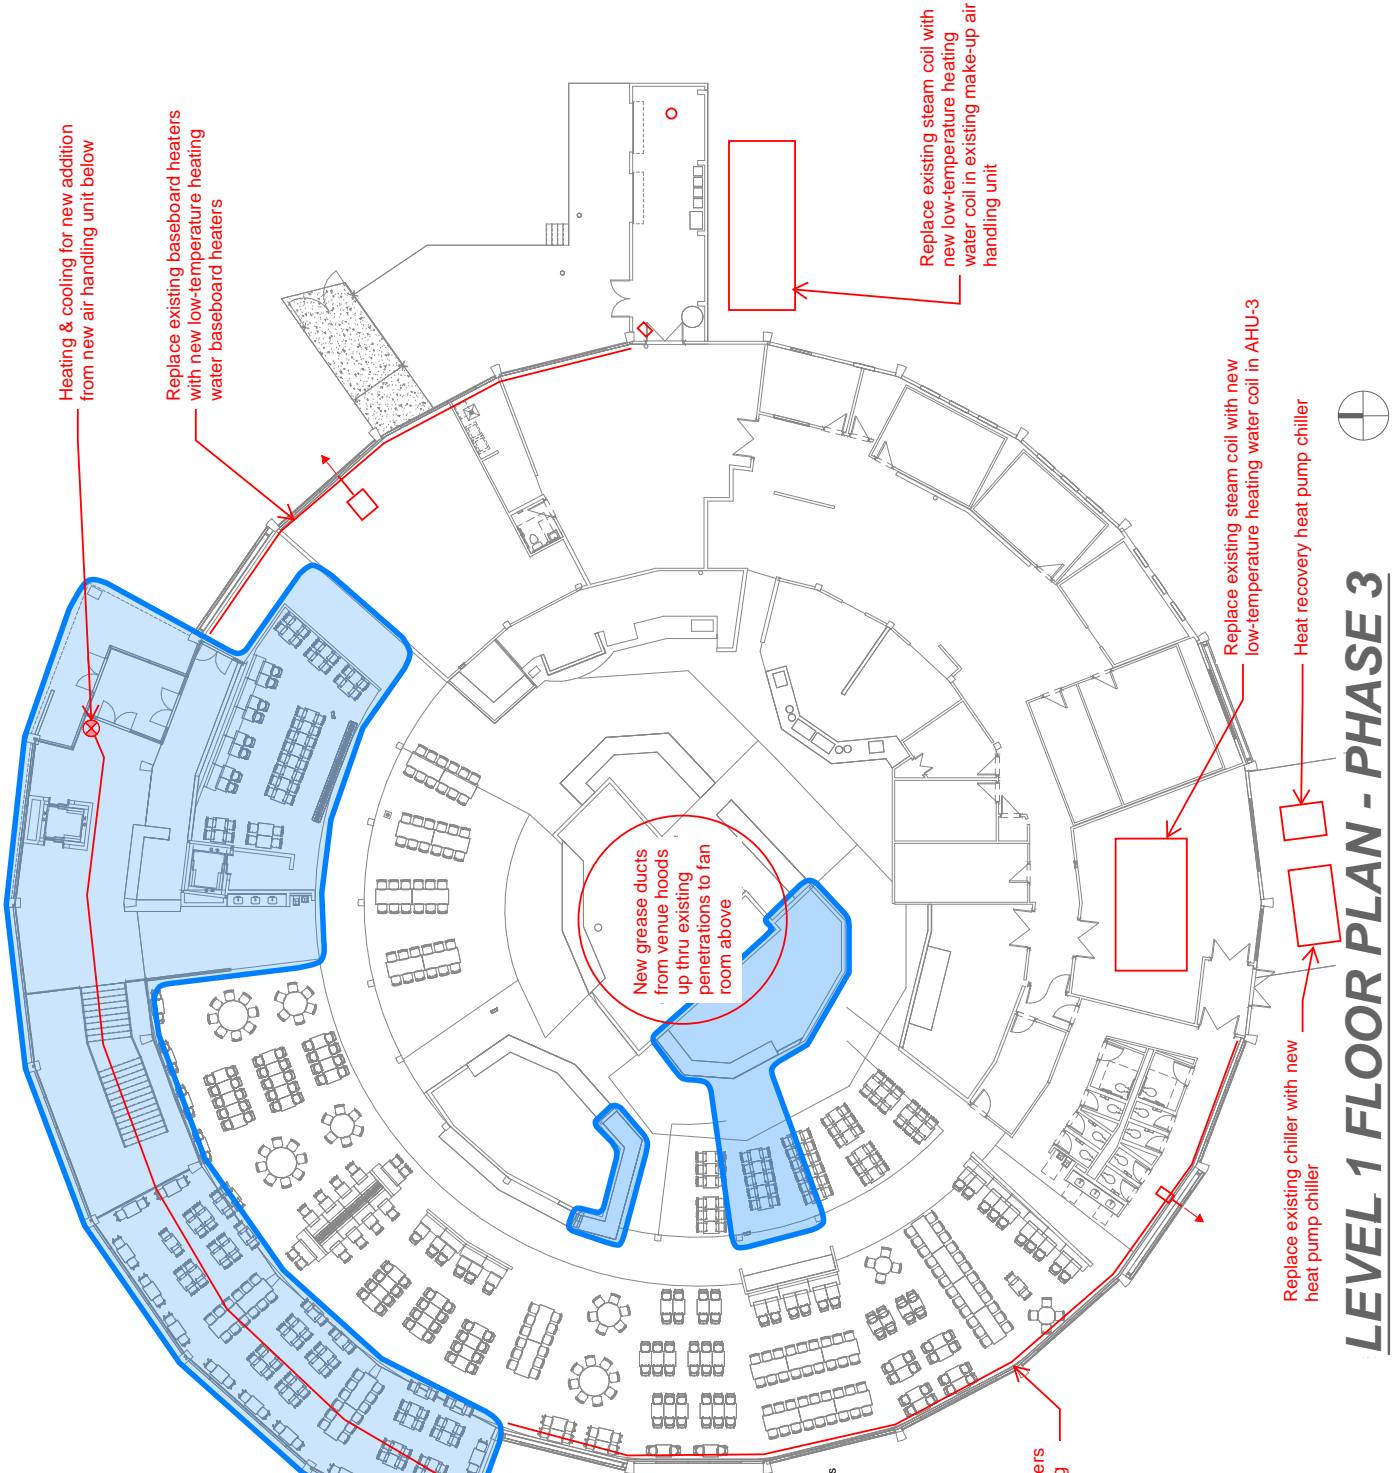 Heating & cooling for new addition
from new air handling unit below
Replace existing baseboard heaters
with new low-temperature heating
water baseboard heaters
Replace existing steam coil with
new low-temperature heating
water coil in existing make-up air
handling unit
New grease ducts
from venue hoods
up thru existing
penetrations to fan
room above
Replace existing steam coil with new
low-temperature heating water coil in AHU-3
Heat recovery heat pump chiller
Replace existing chiller with new
heat pump chiller
LEVEL 1 FLOOR PLAN - PHASE 3